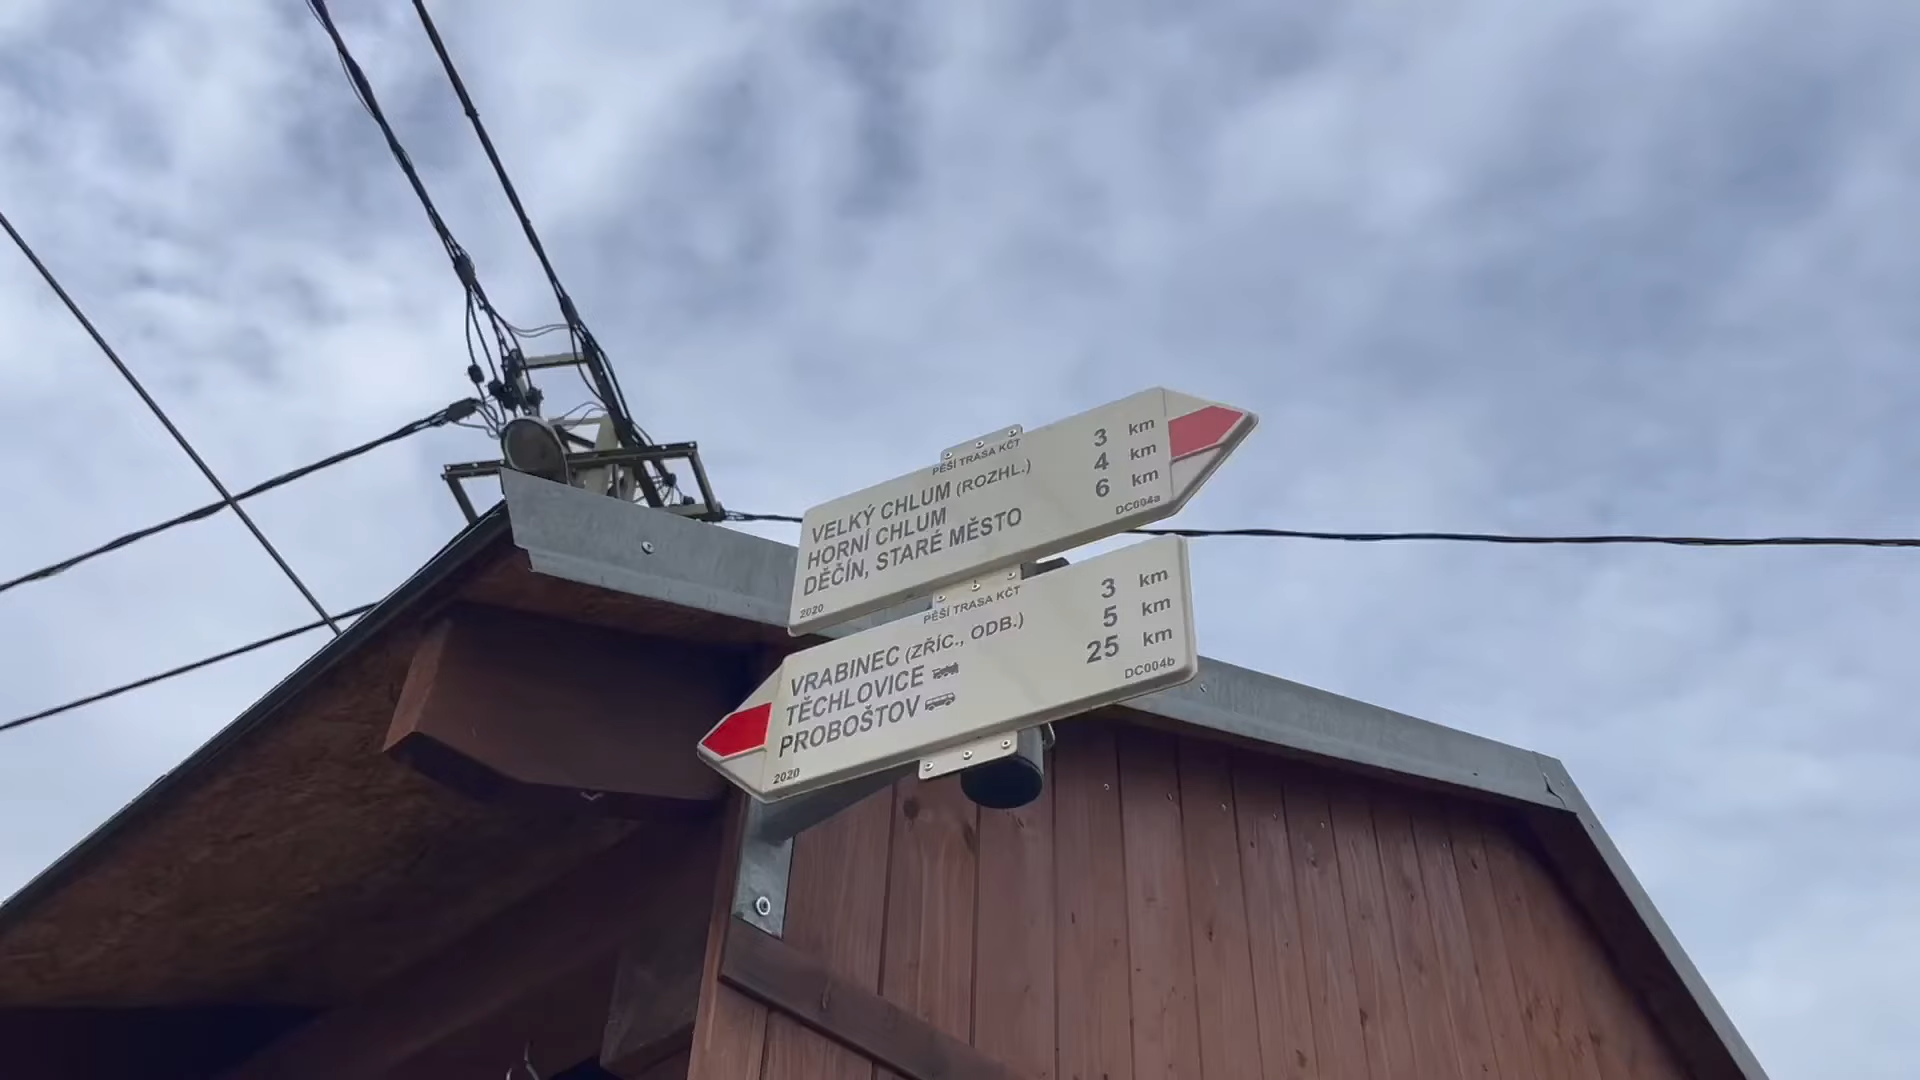 PĚŠÍ TRASA KČT
VELKÝ CHLUM (ROZHL.) 3 km
HORNÍ CHLUM 4 km
DĚČÍN, STARÉ MĚSTO 6 km
2020 DC004a
PĚŠÍ TRASA KČT
VRABINEC (ZŘÍC., ODB.) 3 km
TĚCHLOVICE 5 km
PROBOŠTOV 25 km
2020 DC004b